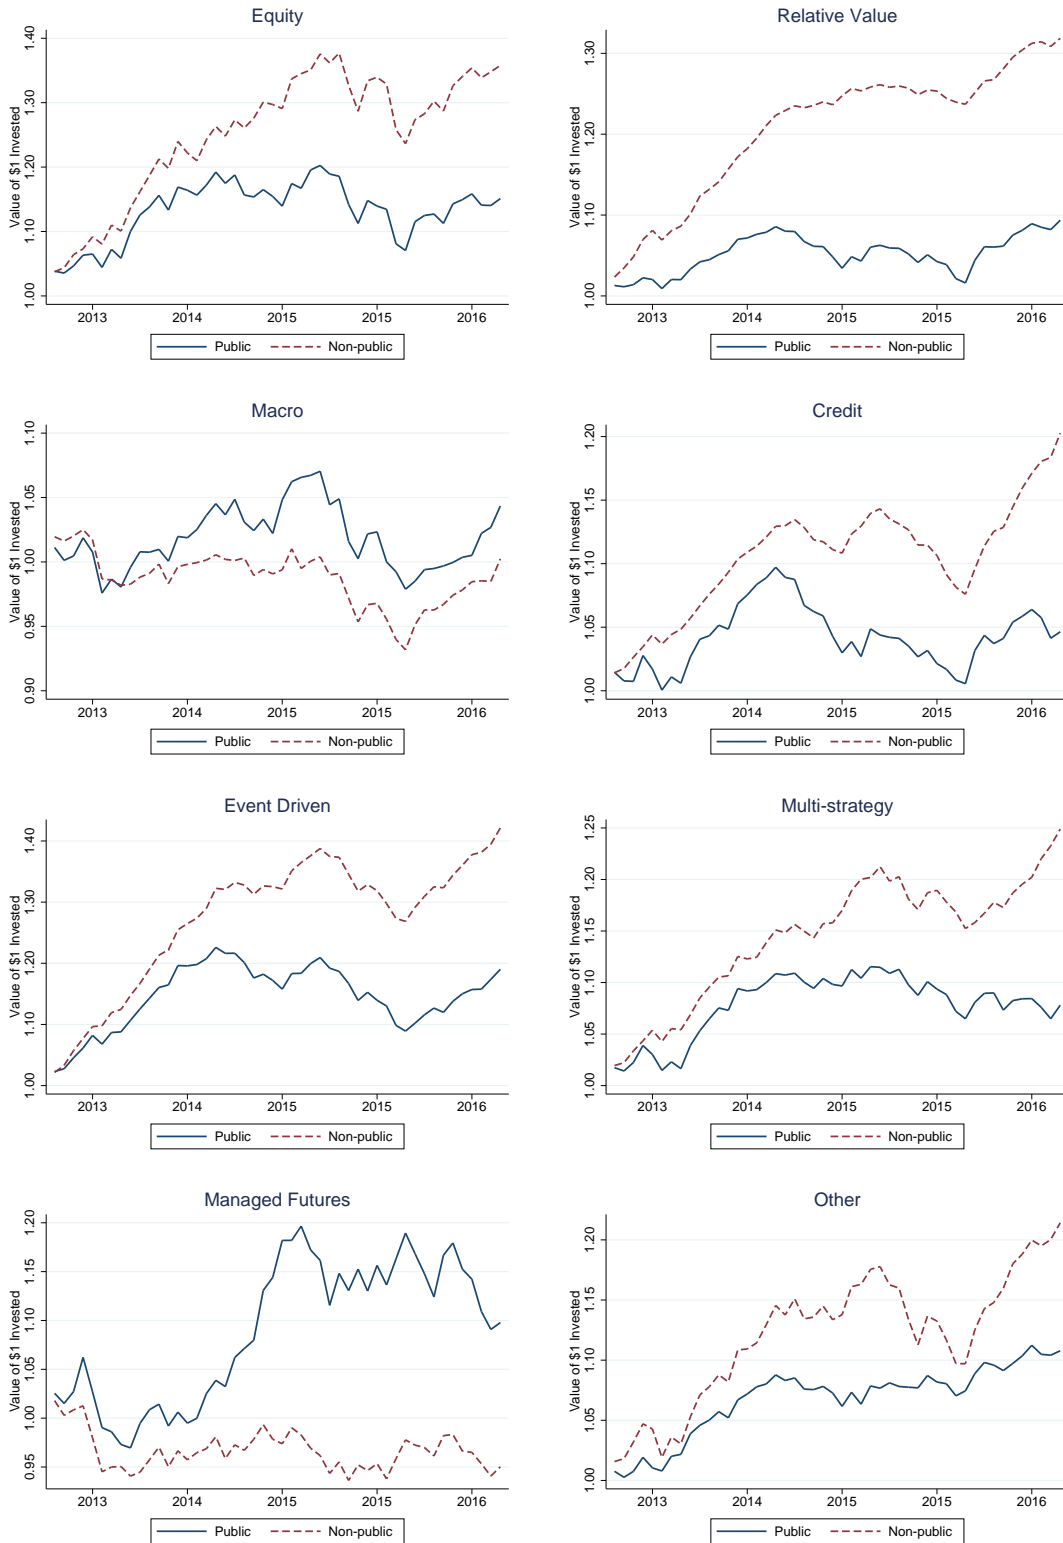 Equity
Value of $1 Invested
1.00 1.10 1.20 1.30 1.40
2013 2014 2015 2015 2016
Public Non-public
Relative Value
Value of $1 Invested
1.00 1.10 1.20 1.30
2013 2014 2015 2015 2016
Public Non-public
Macro
Value of $1 Invested
0.90 0.95 1.00 1.05 1.10
2013 2014 2015 2015 2016
Public Non-public
Credit
Value of $1 Invested
1.00 1.05 1.10 1.15 1.20
2013 2014 2015 2015 2016
Public Non-public
Event Driven
Value of $1 Invested
1.00 1.10 1.20 1.30 1.40
2013 2014 2015 2015 2016
Public Non-public
Multi-strategy
Value of $1 Invested
1.00 1.05 1.10 1.15 1.20 1.25
2013 2014 2015 2015 2016
Public Non-public
Managed Futures
Value of $1 Invested
0.95 1.00 1.05 1.10 1.15 1.20
2013 2014 2015 2015 2016
Public Non-public
Other
Value of $1 Invested
1.00 1.05 1.10 1.15 1.20
2013 2014 2015 2015 2016
Public Non-public